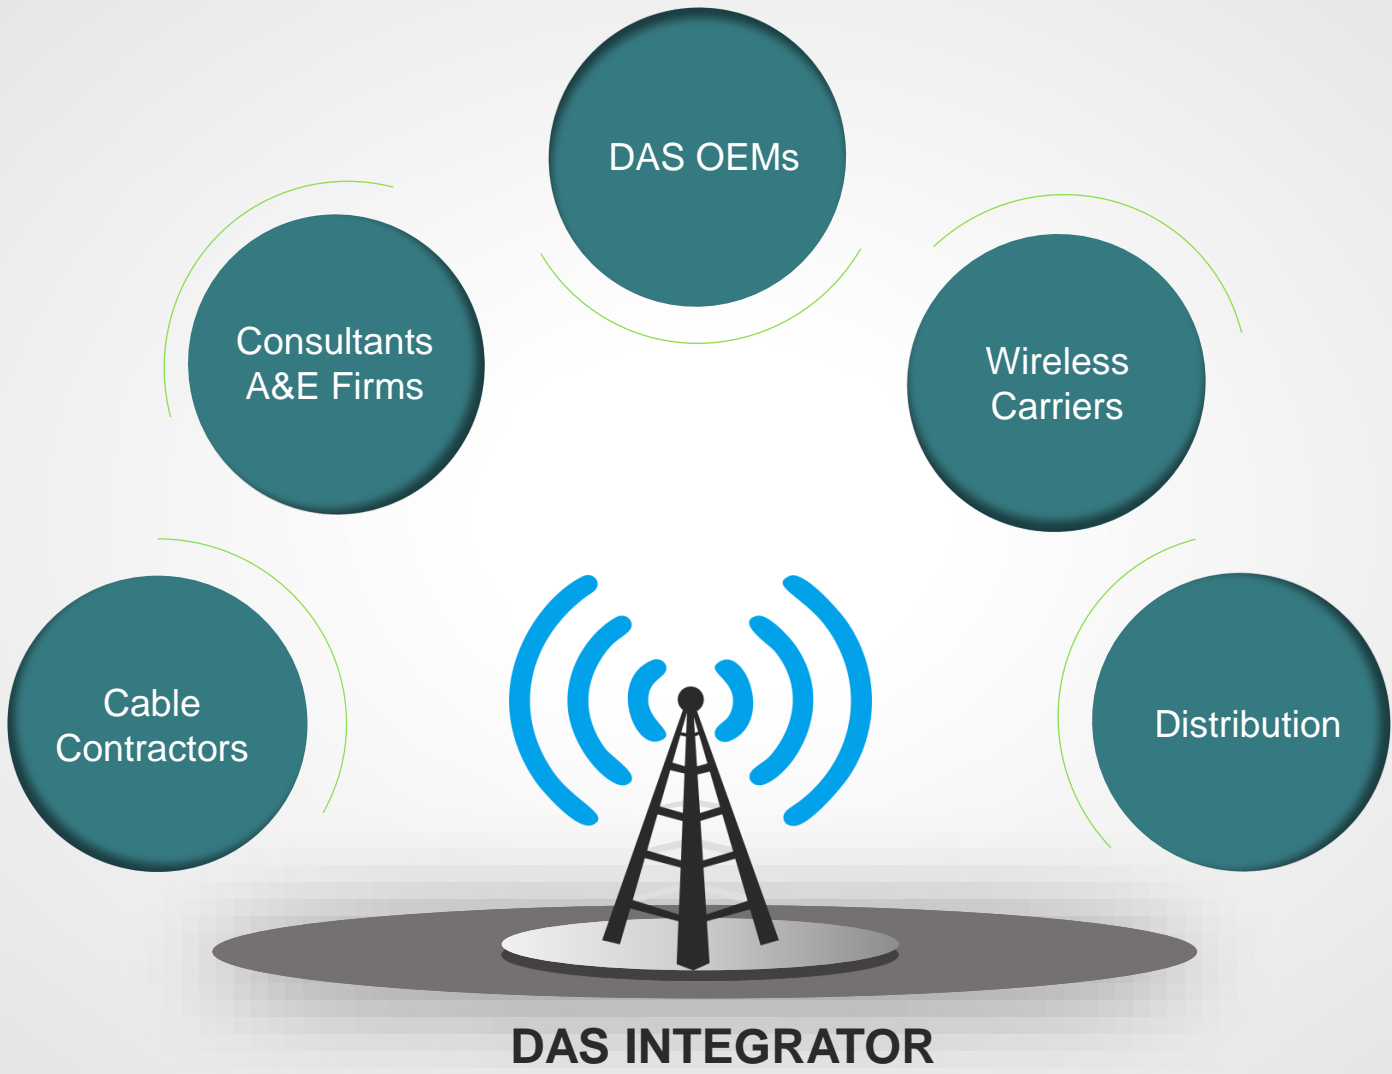 DAS OEMs
Consultants
A&E Firms
Wireless
Carriers
Cable
Contractors
Distribution
DAS INTEGRATOR